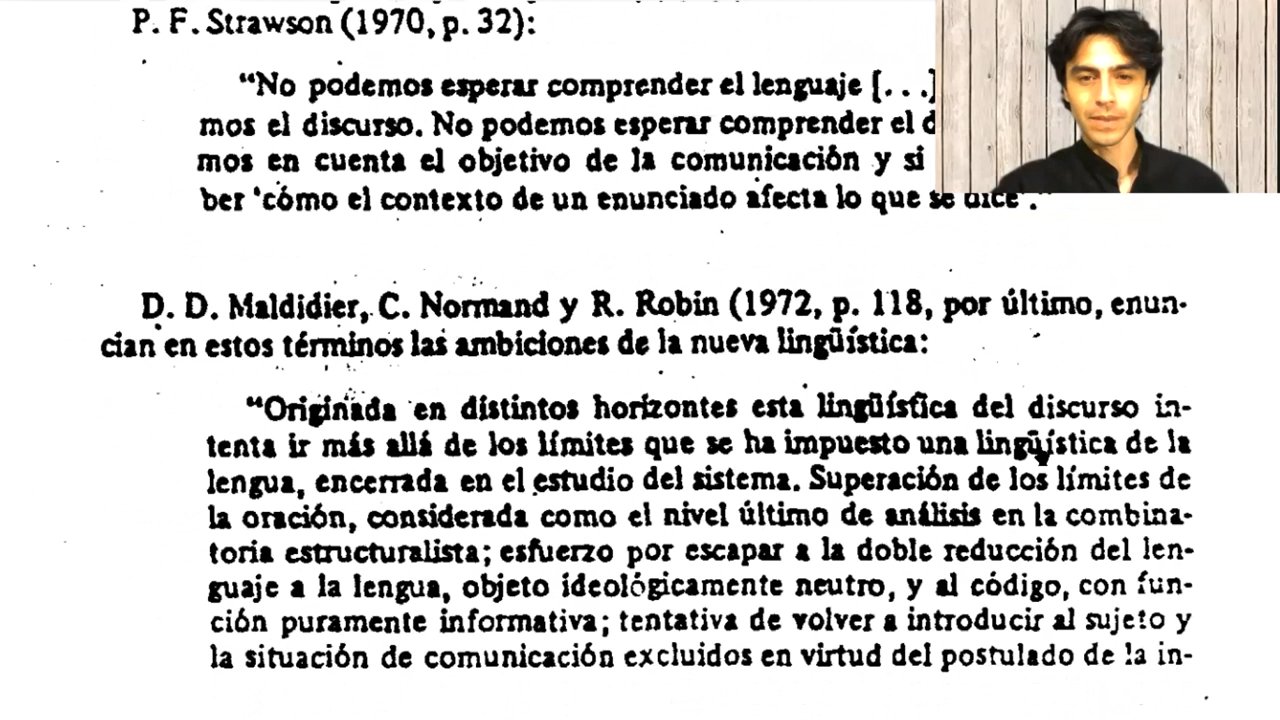 P. F. Strawson (1970, p. 32):
“No podemos esperar comprender el lenguaje [. . .]
mos el discurso. No podemos esperar comprender el
mos en cuenta el objetivo de la comunicación y si
ber 'cómo el contexto de un enunciado afecta lo que se dice'.”
D. D. Maldidier, C. Normand y R. Robin (1972, p. 118, por último, enun-
cian en estos términos las ambiciones de la nueva lingüística:
“Originada en distintos horizontes esta lingüística del discurso in-
tenta ir más allá de los límites que se ha impuesto una lingüística de la
lengua, encerrada en el estudio del sistema. Superación de los límites de
la oración, considerada como el nivel último de análisis en la combina-
toria estructuralista; esfuerzo por escapar a la doble reducción del len-
guaje a la lengua, objeto ideológicamente neutro, y al código, con fun-
ción puramente informativa; tentativa de volver a introducir al sujeto y
la situación de comunicación excluidos en virtud del postulado de la in-